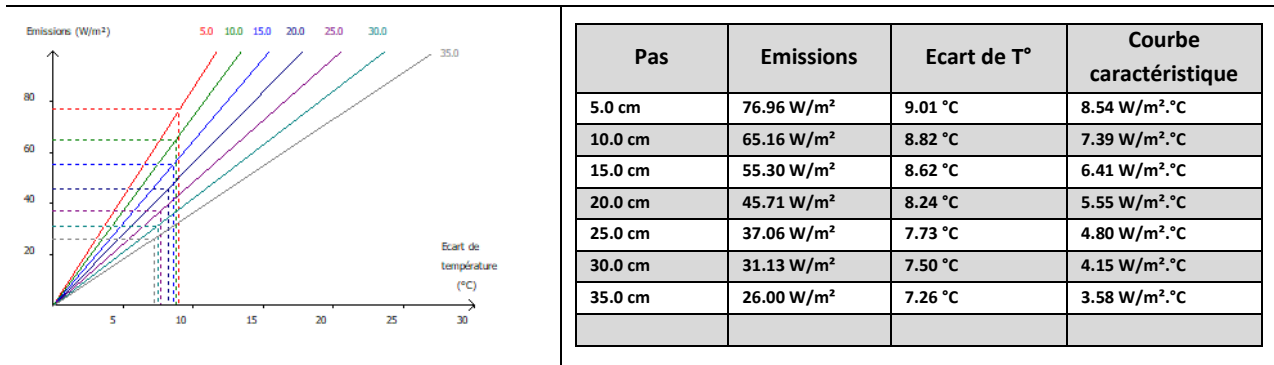 Emissions (W/m²)
5.0 10.0 15.0 20.0 25.0 30.0
35.0
80
60
40
20
Ecart de
température
(°C)
5 10 15 20 25 30
Pas Emissions Ecart de T° Courbe
caractéristique
5.0 cm 76.96 W/m² 9.01 °C 8.54 W/m².°C
10.0 cm 65.16 W/m² 8.82 °C 7.39 W/m².°C
15.0 cm 55.30 W/m² 8.62 °C 6.41 W/m².°C
20.0 cm 45.71 W/m² 8.24 °C 5.55 W/m².°C
25.0 cm 37.06 W/m² 7.73 °C 4.80 W/m².°C
30.0 cm 31.13 W/m² 7.50 °C 4.15 W/m².°C
35.0 cm 26.00 W/m² 7.26 °C 3.58 W/m².°C